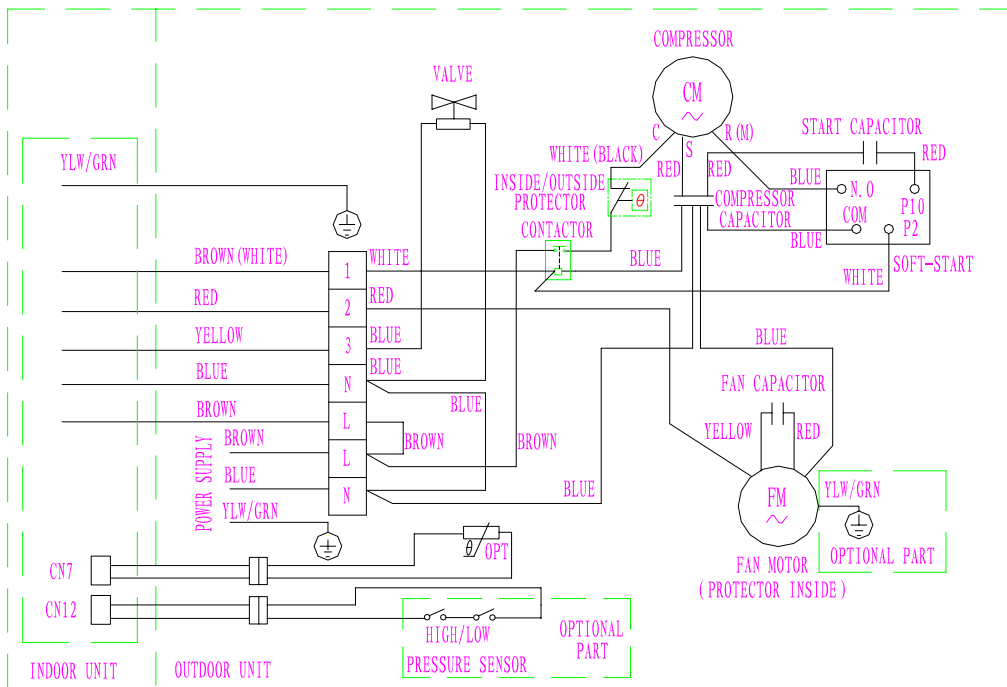 COMPRESSOR
VALVE
CM
C
R(M)
S
START CAPACITOR
WHITE(BLACK)
RED
RED
RED
YLW/GRN
INSIDE/OUTSIDE
PROTECTOR
θ
BLUE
N.O
P10
COMPRESSOR
CAPACITOR
COM
P2
CONTACTOR
BLUE
BROWN(WHITE)
1
WHITE
BLUE
SOFT-START
WHITE
RED
2
RED
YELLOW
3
BLUE
BLUE
BLUE
N
BLUE
BLUE
FAN CAPACITOR
BROWN
L
BROWN
BROWN
YELLOW
RED
BROWN
L
POWER SUPPLY
BLUE
N
BLUE
FM
YLW/GRN
YLW/GRN
θ
OPT
OPTIONAL PART
FAN MOTOR
(PROTECTOR INSIDE)
CN7
CN12
HIGH/LOW
PRESSURE SENSOR
OPTIONAL
PART
INDOOR UNIT
OUTDOOR UNIT